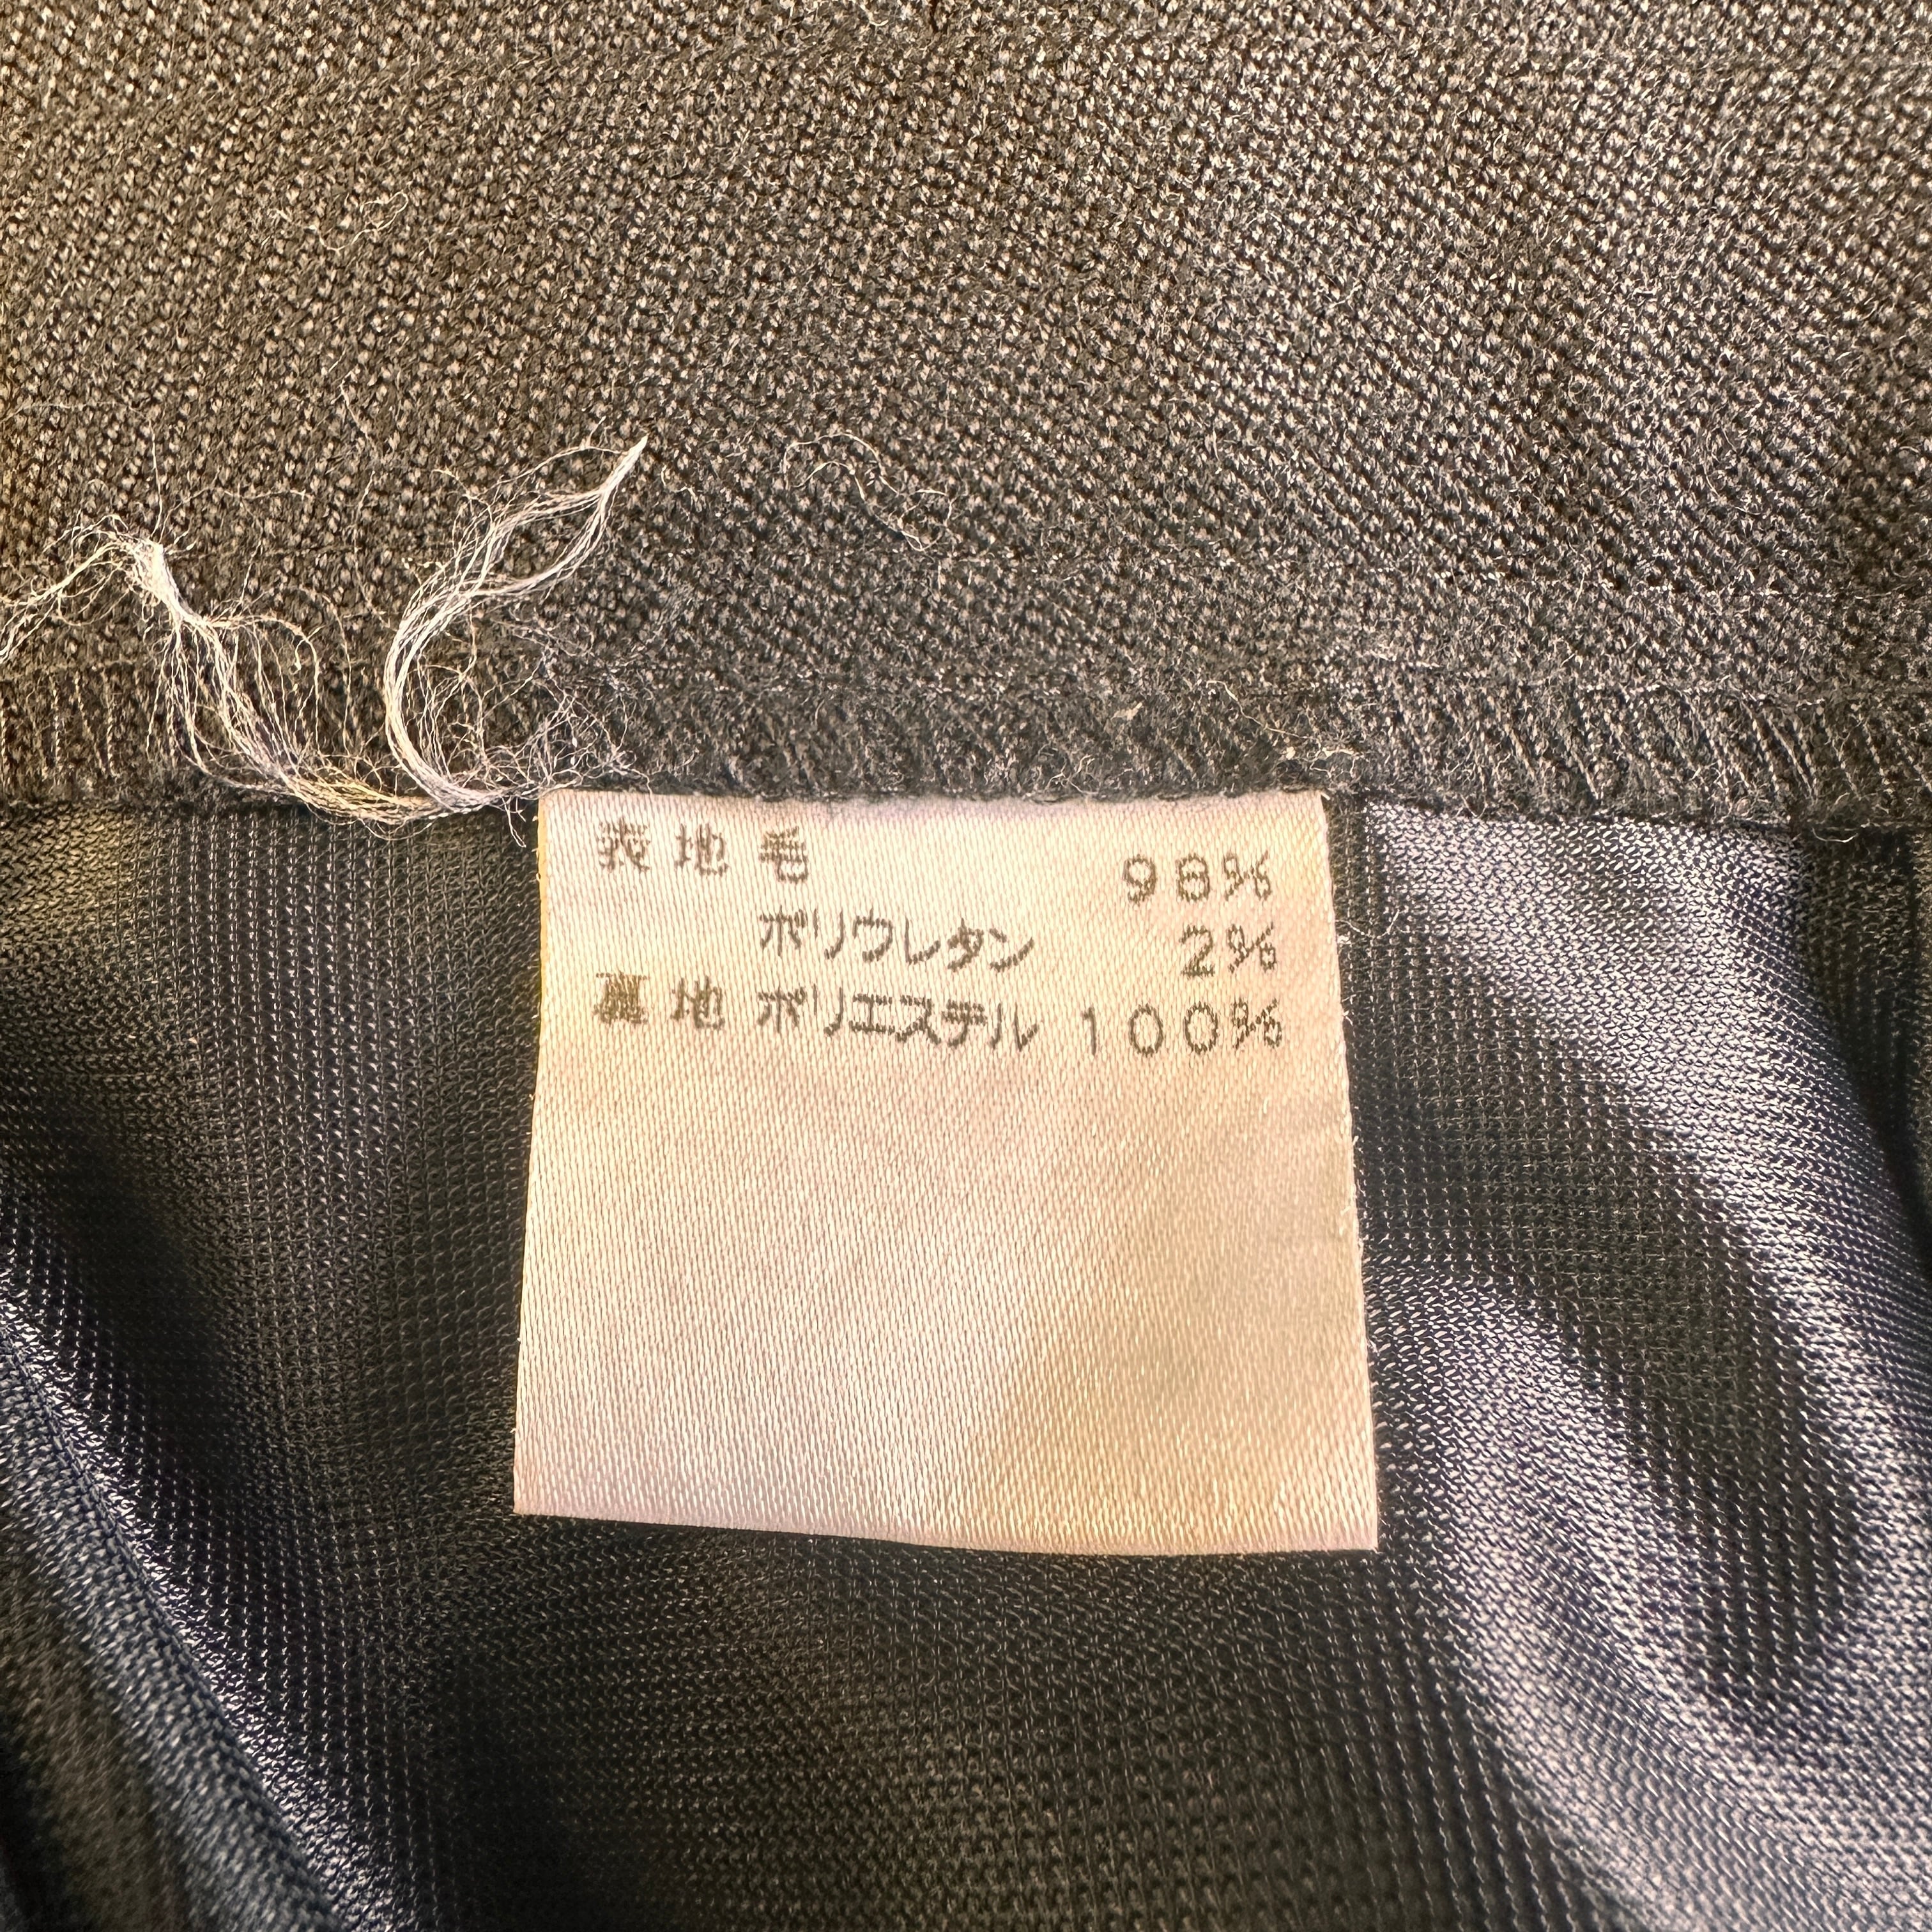 表地 毛 98%
ポリウレタン 2%
裏地 ポリエステル 100%